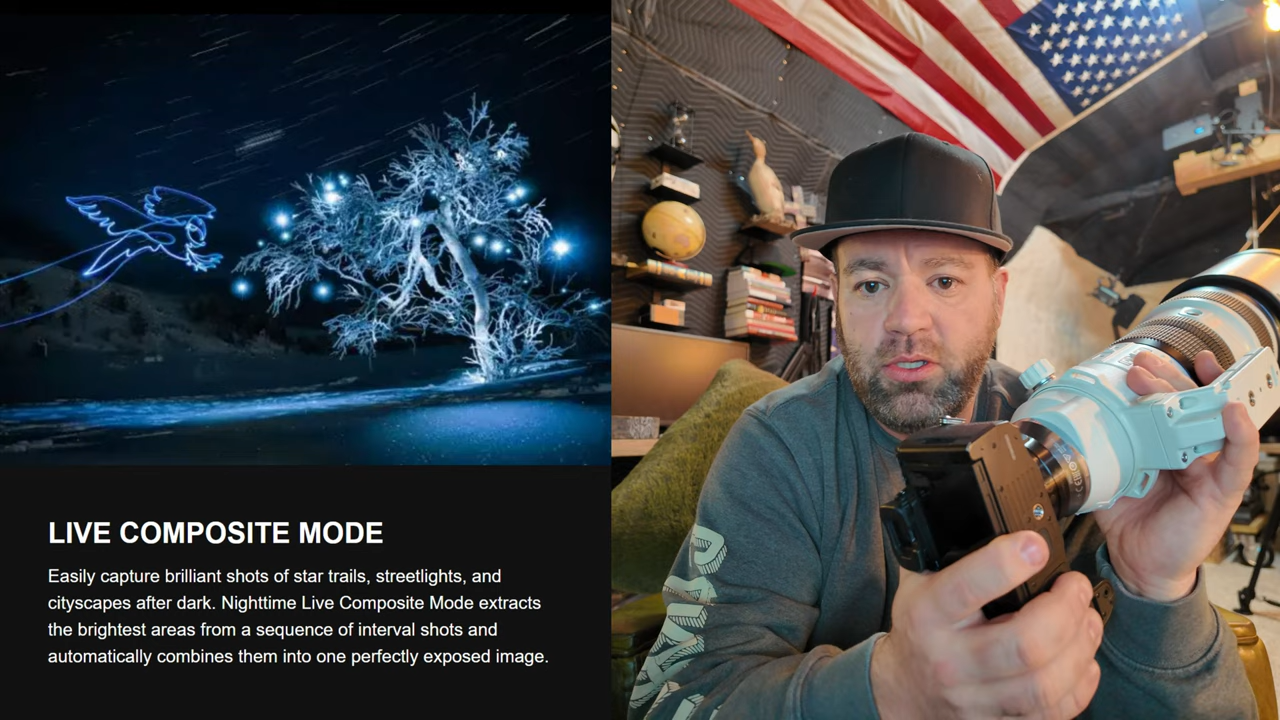 LIVE COMPOSITE MODE
Easily capture brilliant shots of star trails, streetlights, and
cityscapes after dark. Nighttime Live Composite Mode extracts
the brightest areas from a sequence of interval shots and
automatically combines them into one perfectly exposed image.